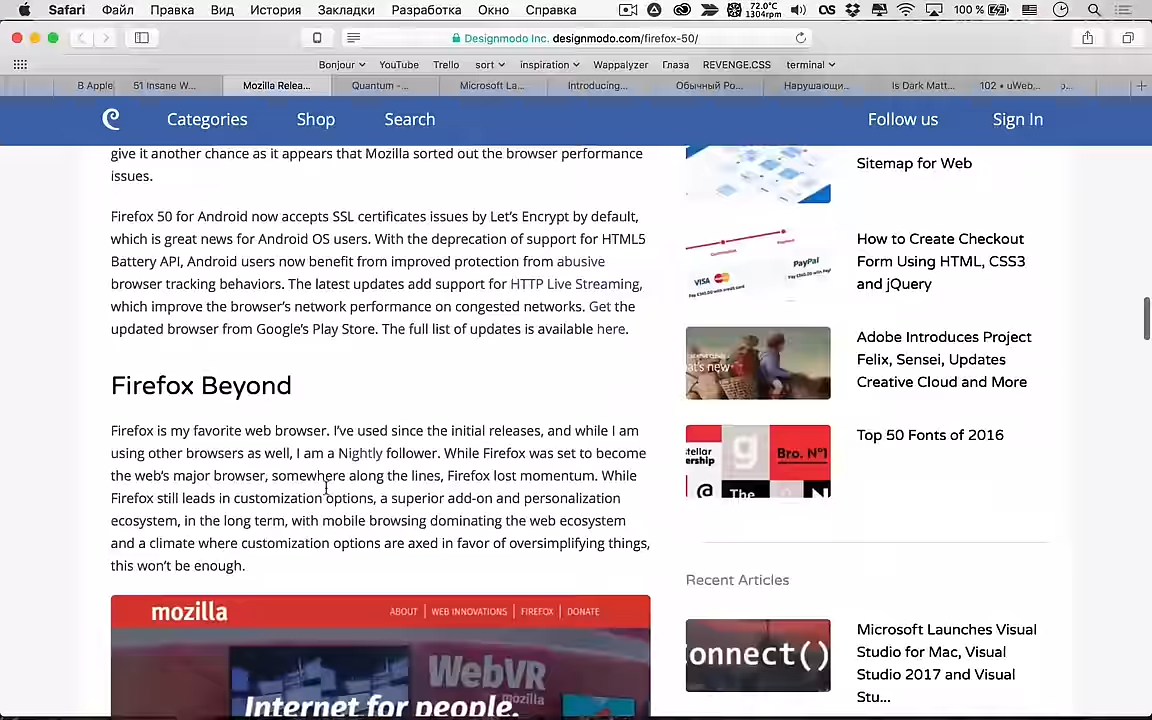 Safari Файл Правка Вид История Закладки Разработка Окно Справка 72.0°C 1304rpm 100 %
Designmodo Inc. designmodo.com/firefox-50/
Bonjour YouTube Trello sort inspiration Wappalyzer Глаза REVENGE.CSS terminal
B Apple 51 Insane W... Mozilla Relea... Quantum -... Microsoft La... Introducing... Обычный Ро... Нарушающи... Is Dark Matt... 102 • uWeb,...
Categories Shop Search Follow us Sign In
give it another chance as it appears that Mozilla sorted out the browser performance
issues.
Firefox 50 for Android now accepts SSL certificates issues by Let's Encrypt by default,
which is great news for Android OS users. With the deprecation of support for HTML5
Battery API, Android users now benefit from improved protection from abusive
browser tracking behaviors. The latest updates add support for HTTP Live Streaming,
which improve the browser's network performance on congested networks. Get the
updated browser from Google's Play Store. The full list of updates is available here.
Firefox Beyond
Firefox is my favorite web browser. I've used since the initial releases, and while I am
using other browsers as well, I am a Nightly follower. While Firefox was set to become
the web's major browser, somewhere along the lines, Firefox lost momentum. While
Firefox still leads in customization options, a superior add-on and personalization
ecosystem, in the long term, with mobile browsing dominating the web ecosystem
and a climate where customization options are axed in favor of oversimplifying things,
this won't be enough.
mozilla ABOUT WEB INNOVATIONS FIREFOX DONATE
WebVR
mozilla
Internet for people.
Sitemap for Web
Confirmation Payment
VISA PayPal
How to Create Checkout
Form Using HTML, CSS3
and jQuery
at's new
Adobe Introduces Project
Felix, Sensei, Updates
Creative Cloud and More
stellar
ership g Bro. Nº1
@ The N
Top 50 Fonts of 2016
Recent Articles
onnect()
Microsoft Launches Visual
Studio for Mac, Visual
Studio 2017 and Visual
Stu...